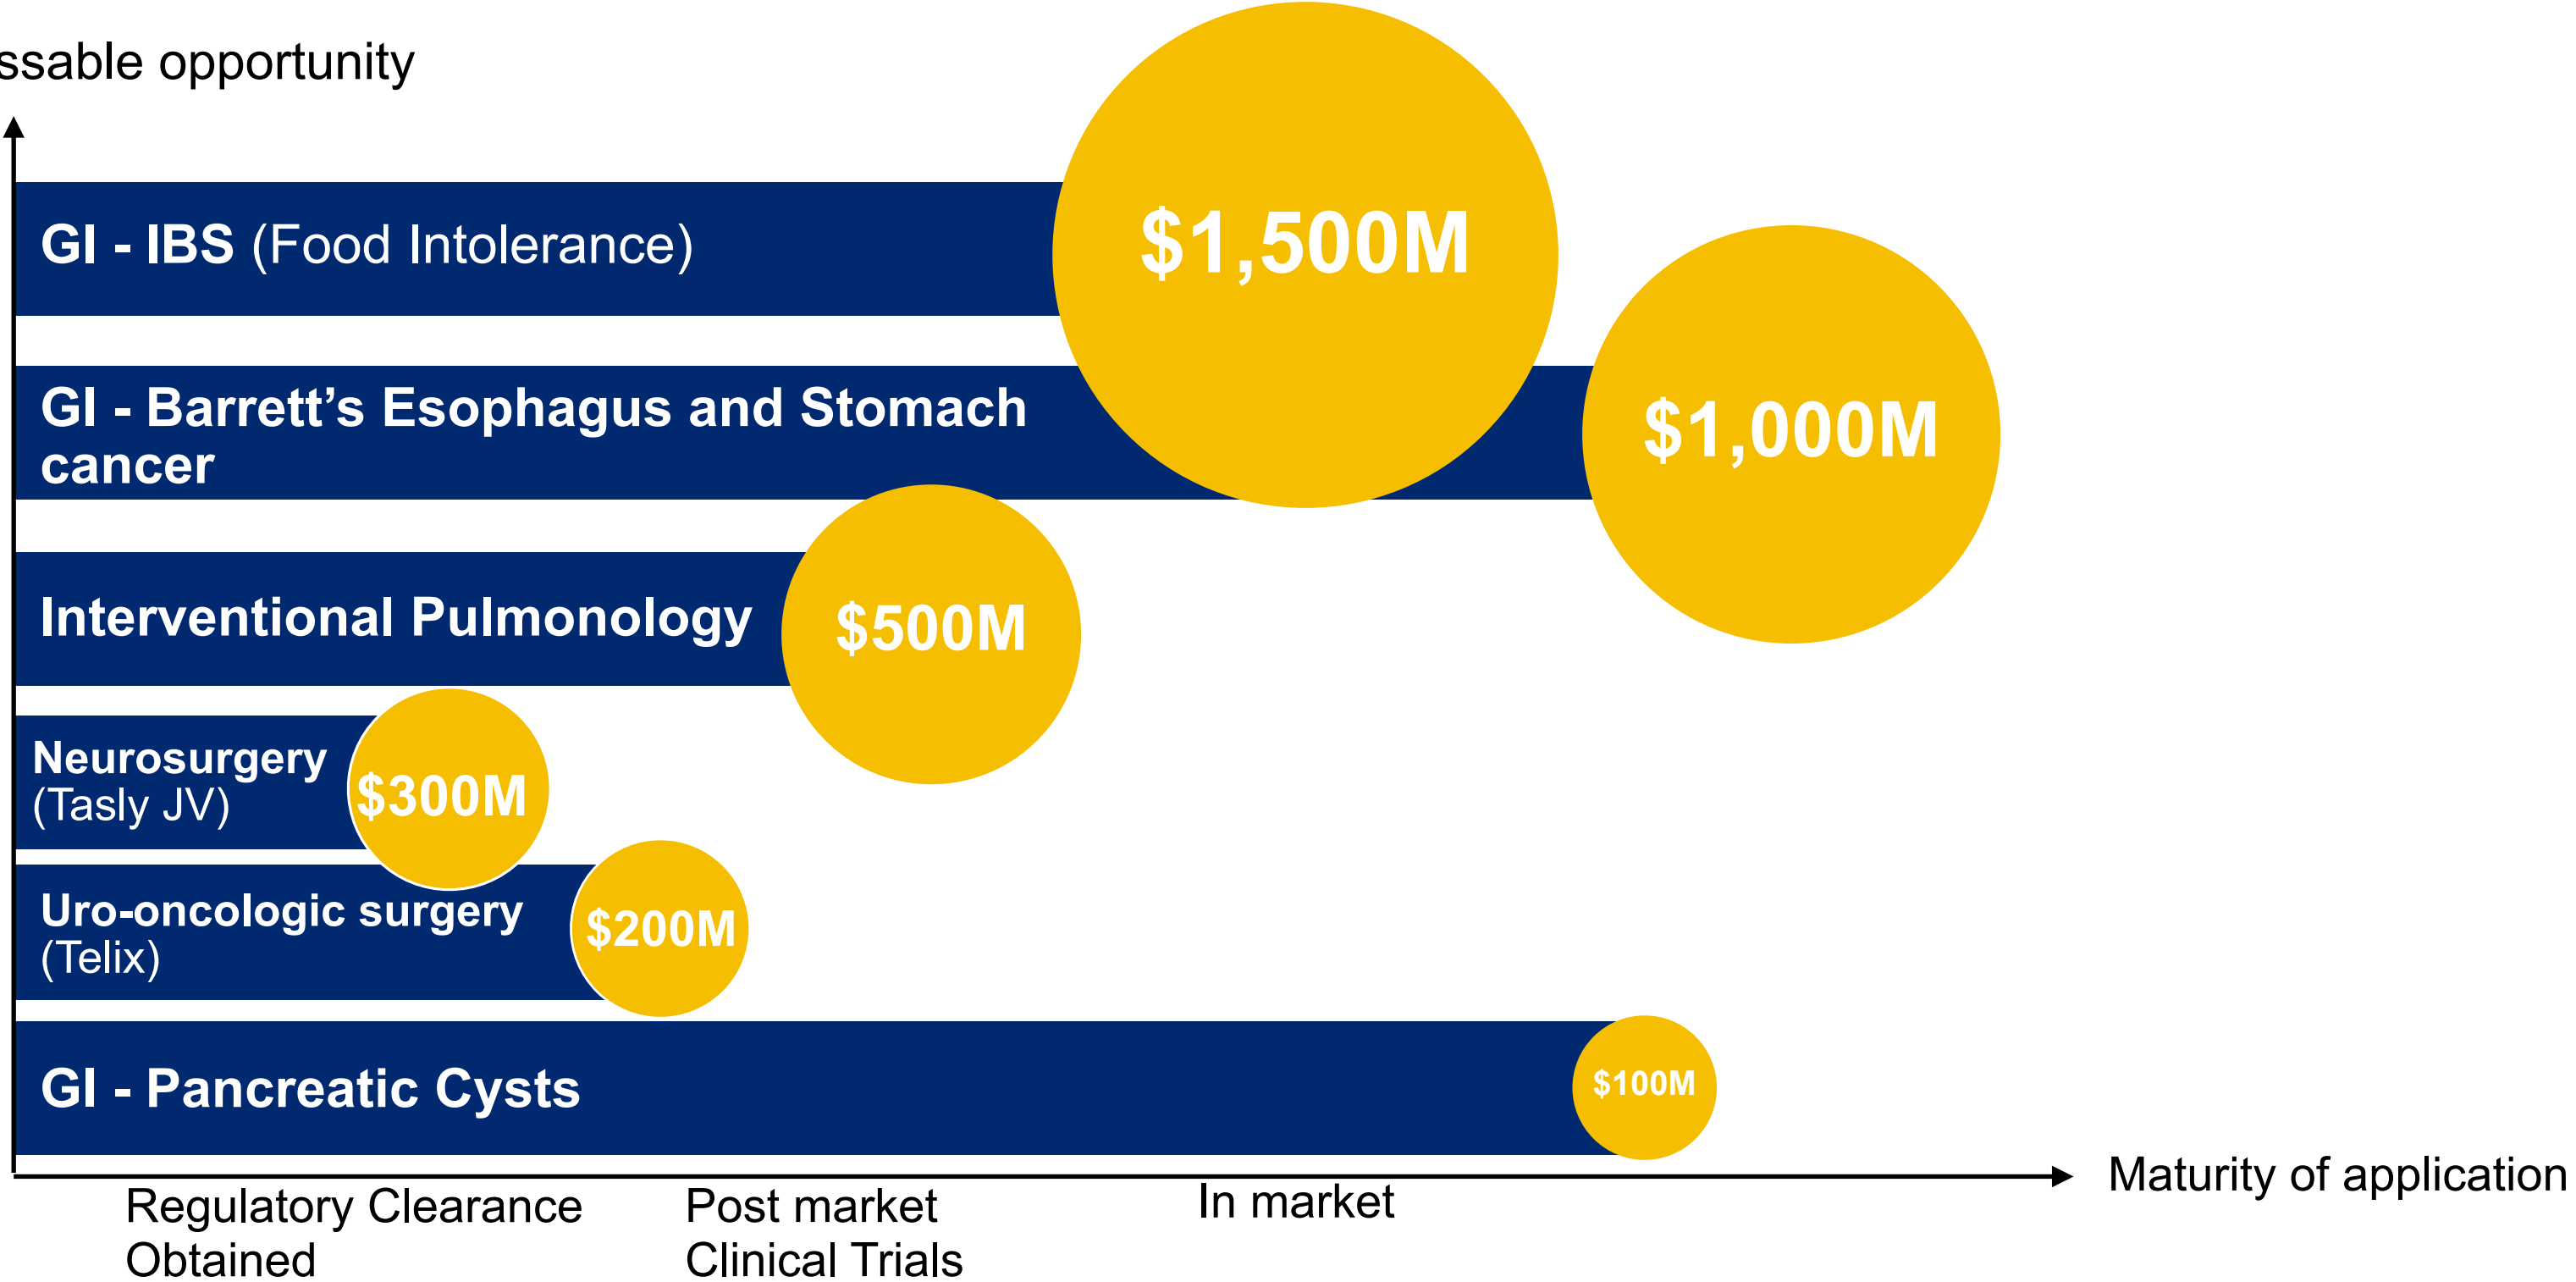 ssable opportunity
GI - IBS (Food Intolerance)
$1,500M
GI - Barrett’s Esophagus and Stomach
cancer
$1,000M
Interventional Pulmonology
$500M
Neurosurgery
(Tasly JV)
$300M
Uro-oncologic surgery
(Telix)
$200M
GI - Pancreatic Cysts
$100M
Maturity of application
Regulatory Clearance
Obtained
Post market
Clinical Trials
In market